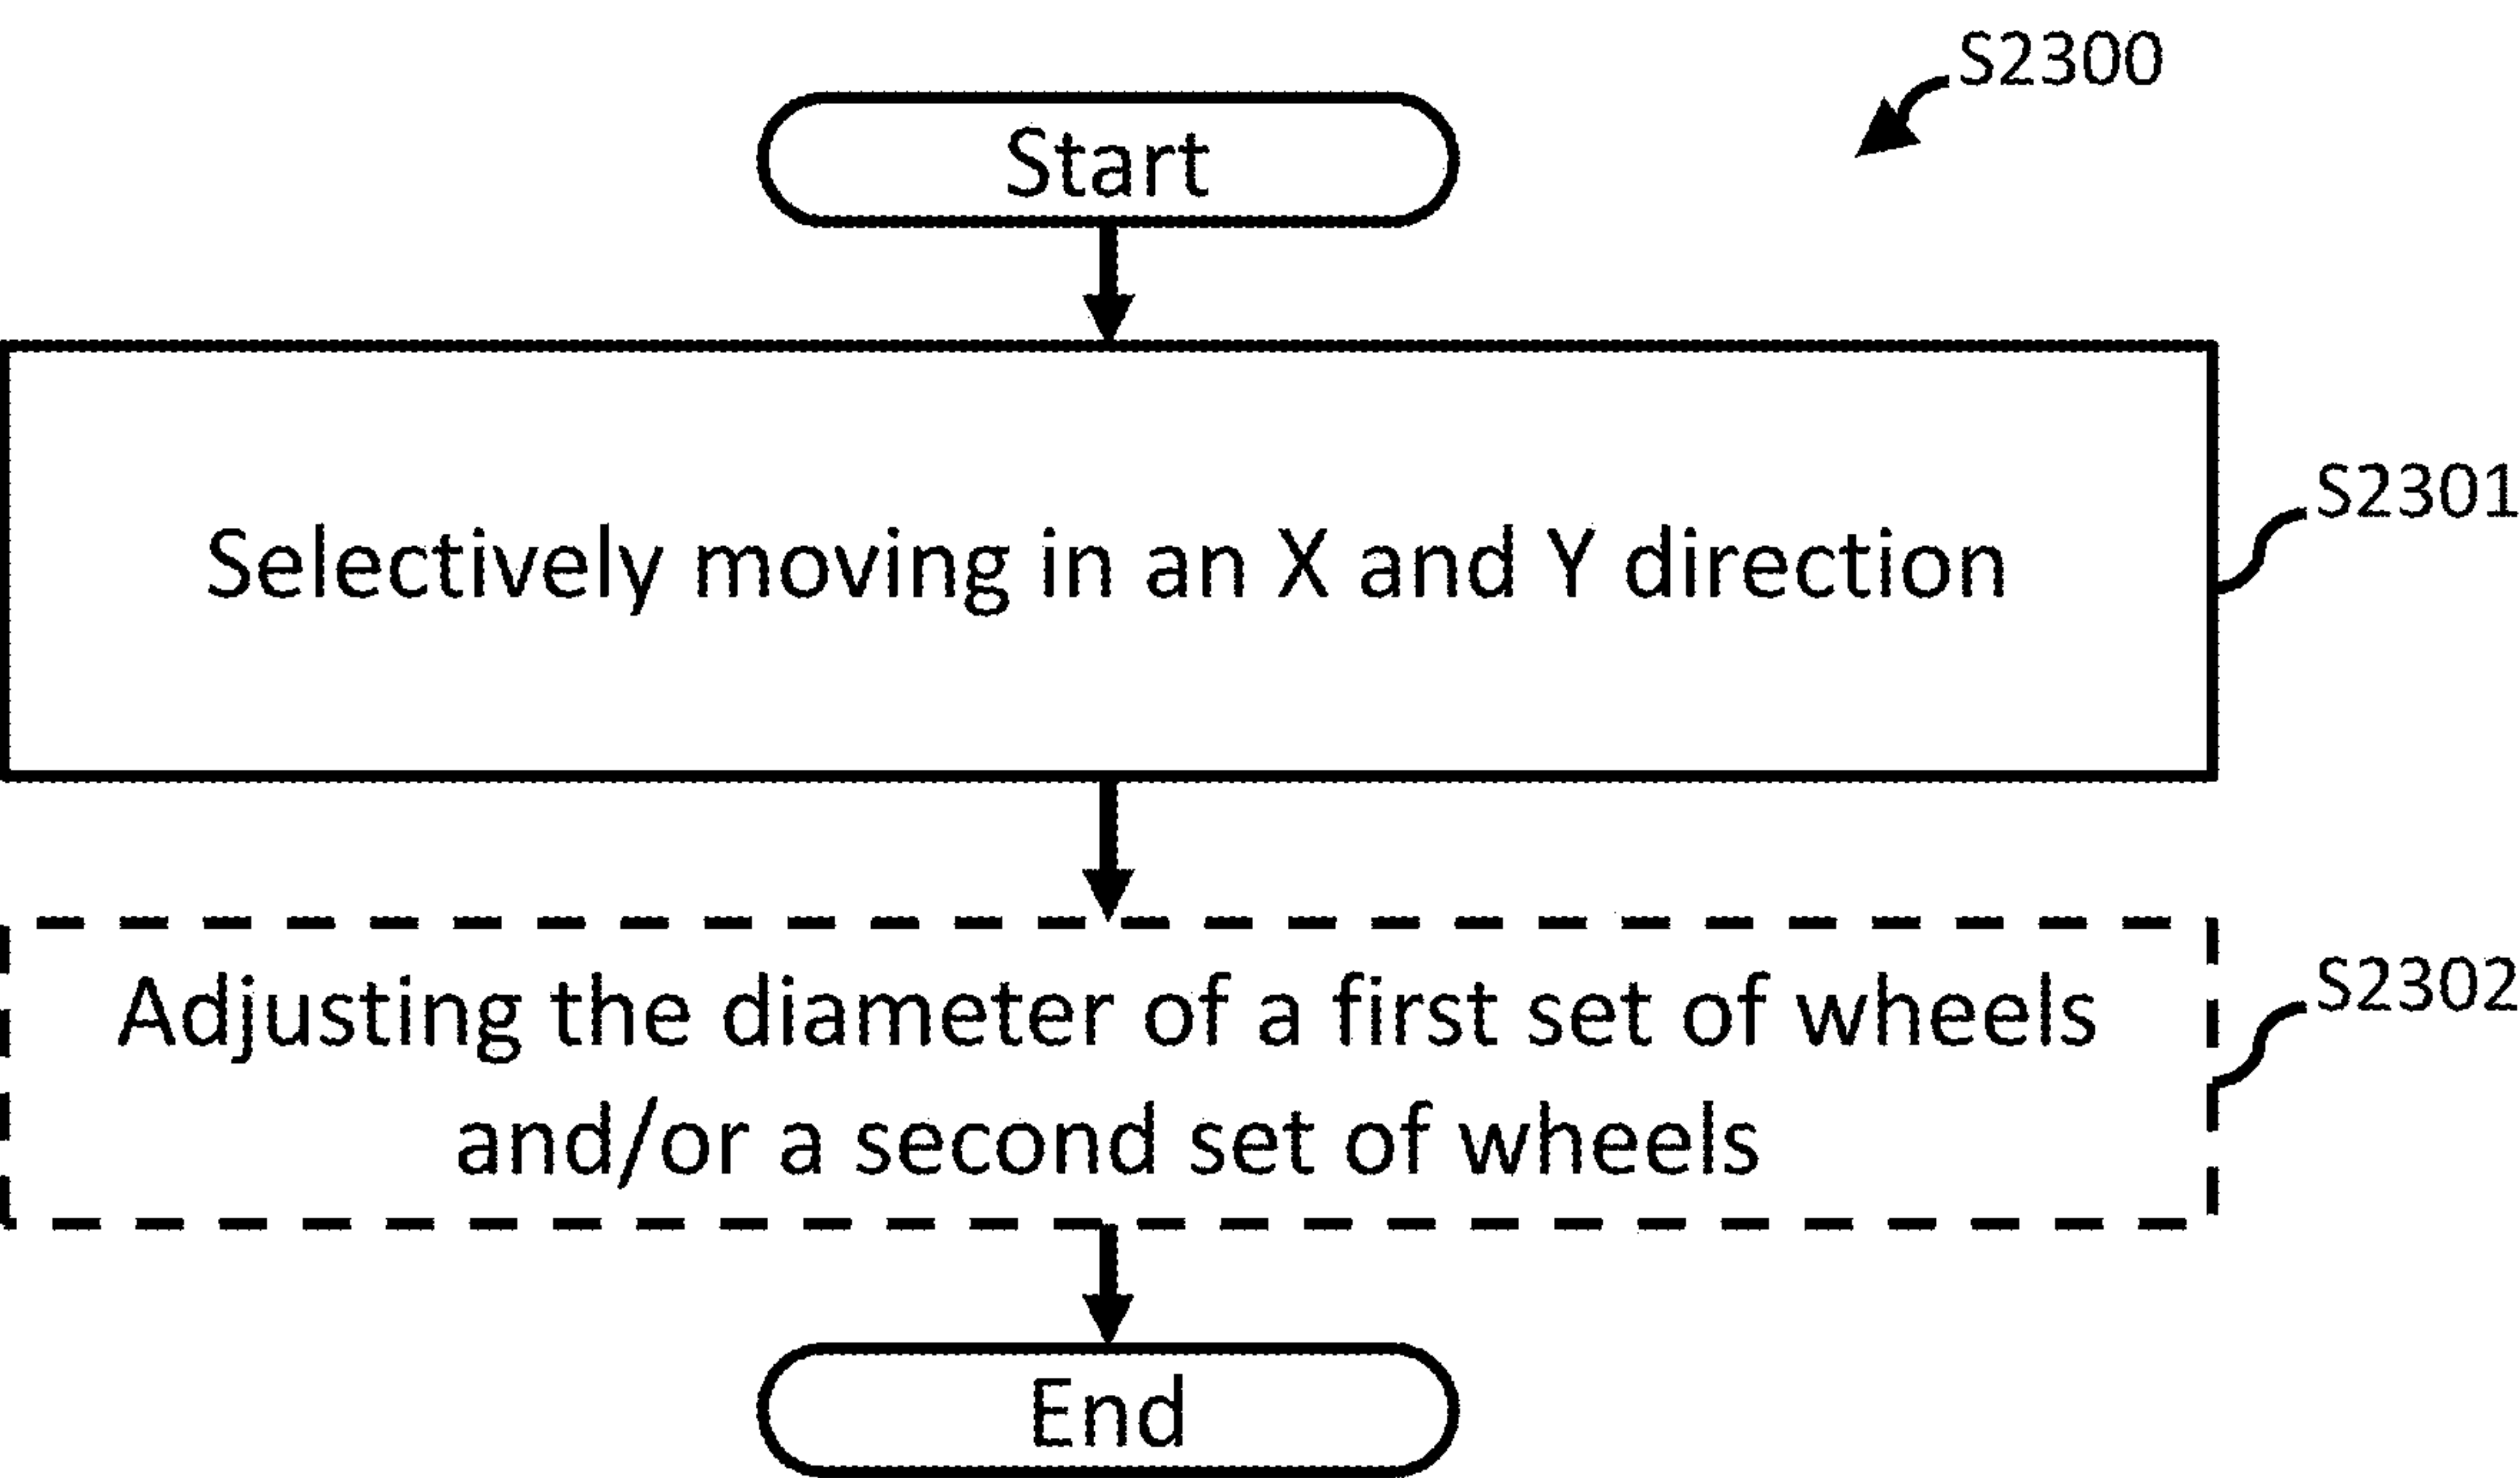 S2300
Start
Selectively moving in an X and Y direction
S2301
Adjusting the diameter of a first set of wheels
and/or a second set of wheels
S2302
End